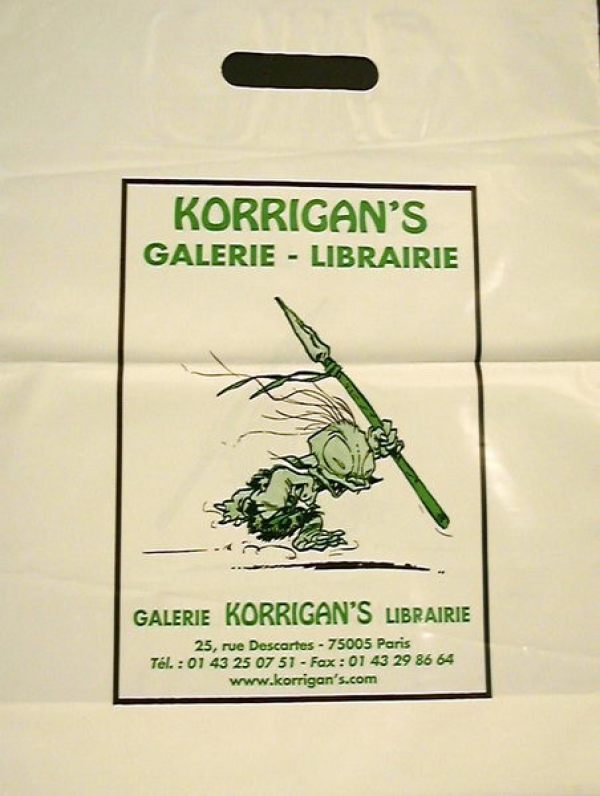 KORRIGAN'S
GALERIE - LIBRAIRIE
GALERIE KORRIGAN'S LIBRAIRIE
25, rue Descartes - 75005 Paris
Tél. : 01 43 25 07 51 - Fax : 01 43 29 86 64
www.korrigan's.com